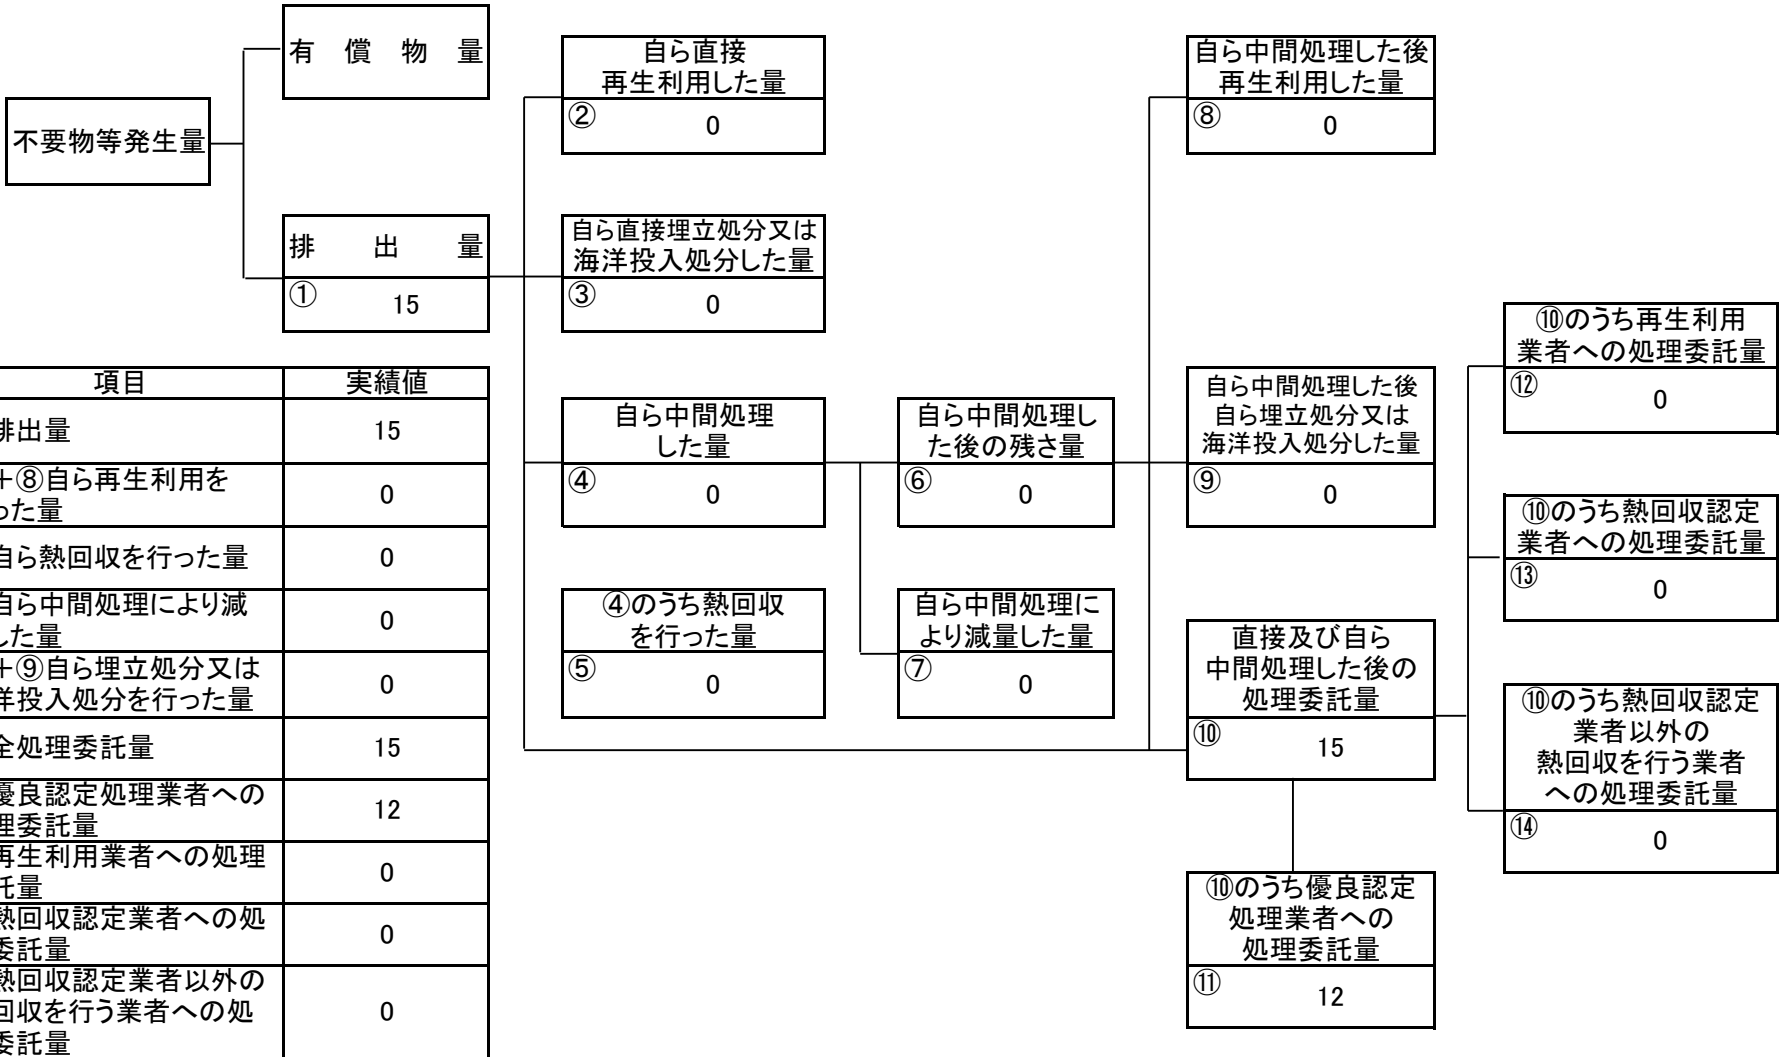 有償物量
不要物等発生量
排出量
① 15
自ら直接
再生利用した量
② 0
自ら直接埋立処分又は
海洋投入処分した量
③ 0
自ら中間処理
した量
④ 0
④のうち熱回収
を行った量
⑤ 0
自ら中間処理し
た後の残さ量
⑥ 0
自ら中間処理に
より減量した量
⑦ 0
自ら中間処理した後
再生利用した量
⑧ 0
自ら中間処理した後
自ら埋立処分又は
海洋投入処分した量
⑨ 0
直接及び自ら
中間処理した後の
処理委託量
⑩ 15
⑩のうち優良認定
処理業者への
処理委託量
⑪ 12
⑩のうち再生利用
業者への処理委託量
⑫ 0
⑩のうち熱回収認定
業者への処理委託量
⑬ 0
⑩のうち熱回収認定
業者以外の
熱回収を行う業者
への処理委託量
⑭ 0
項目 実績値
排出量 15
+⑧自ら再生利用を
った量 0
自ら熱回収を行った量 0
自ら中間処理により減
した量 0
+⑨自ら埋立処分又は
洋投入処分を行った量 0
全処理委託量 15
優良認定処理業者への
理委託量 12
再生利用業者への処理
託量 0
熱回収認定業者への処
委託量 0
熱回収認定業者以外の
回収を行う業者への処
委託量 0